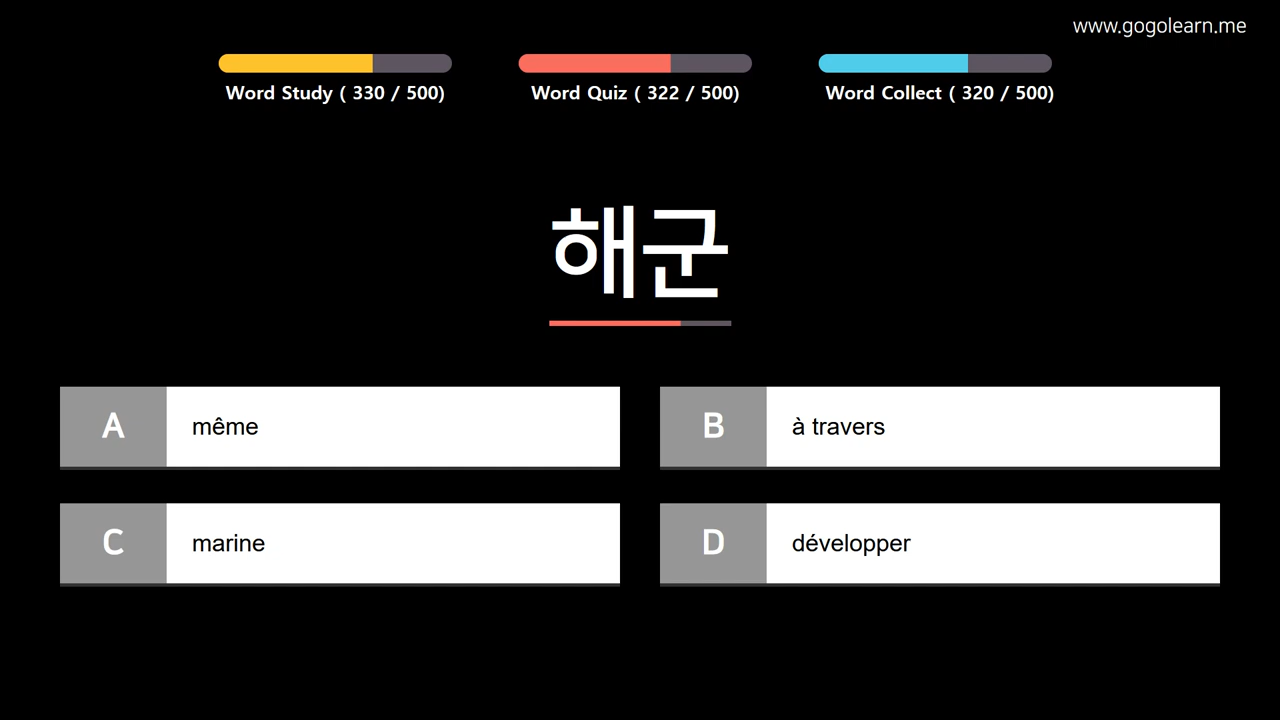 www.gogolearn.me
Word Study ( 330 / 500)
Word Quiz ( 322 / 500)
Word Collect ( 320 / 500)
해군
A
même
B
à travers
C
marine
D
développer